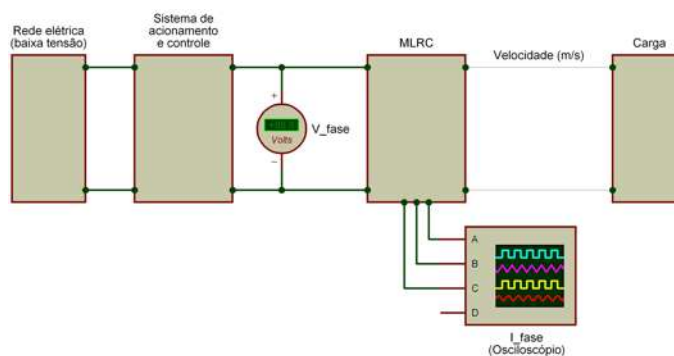 Rede elétrica
(baixa tensão)
Sistema de
acionamento
e controle
MLRC
Velocidade (m/s)
Carga
+
V_fase
Volts
−
A
B
C
D
I_fase
(Osciloscópio)